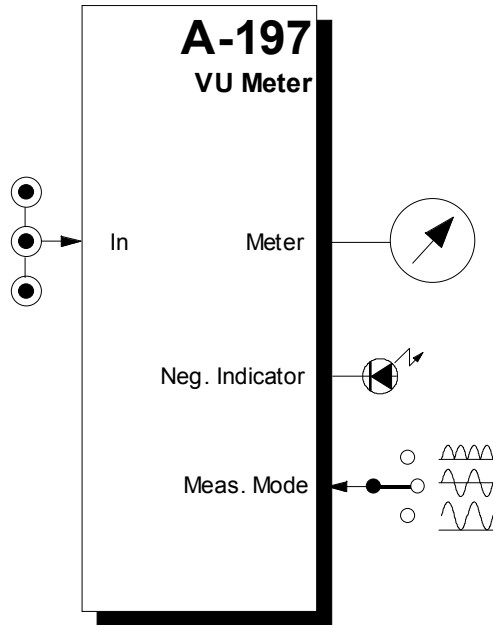 A-197
VU Meter
In
Meter
Neg. Indicator
Meas. Mode